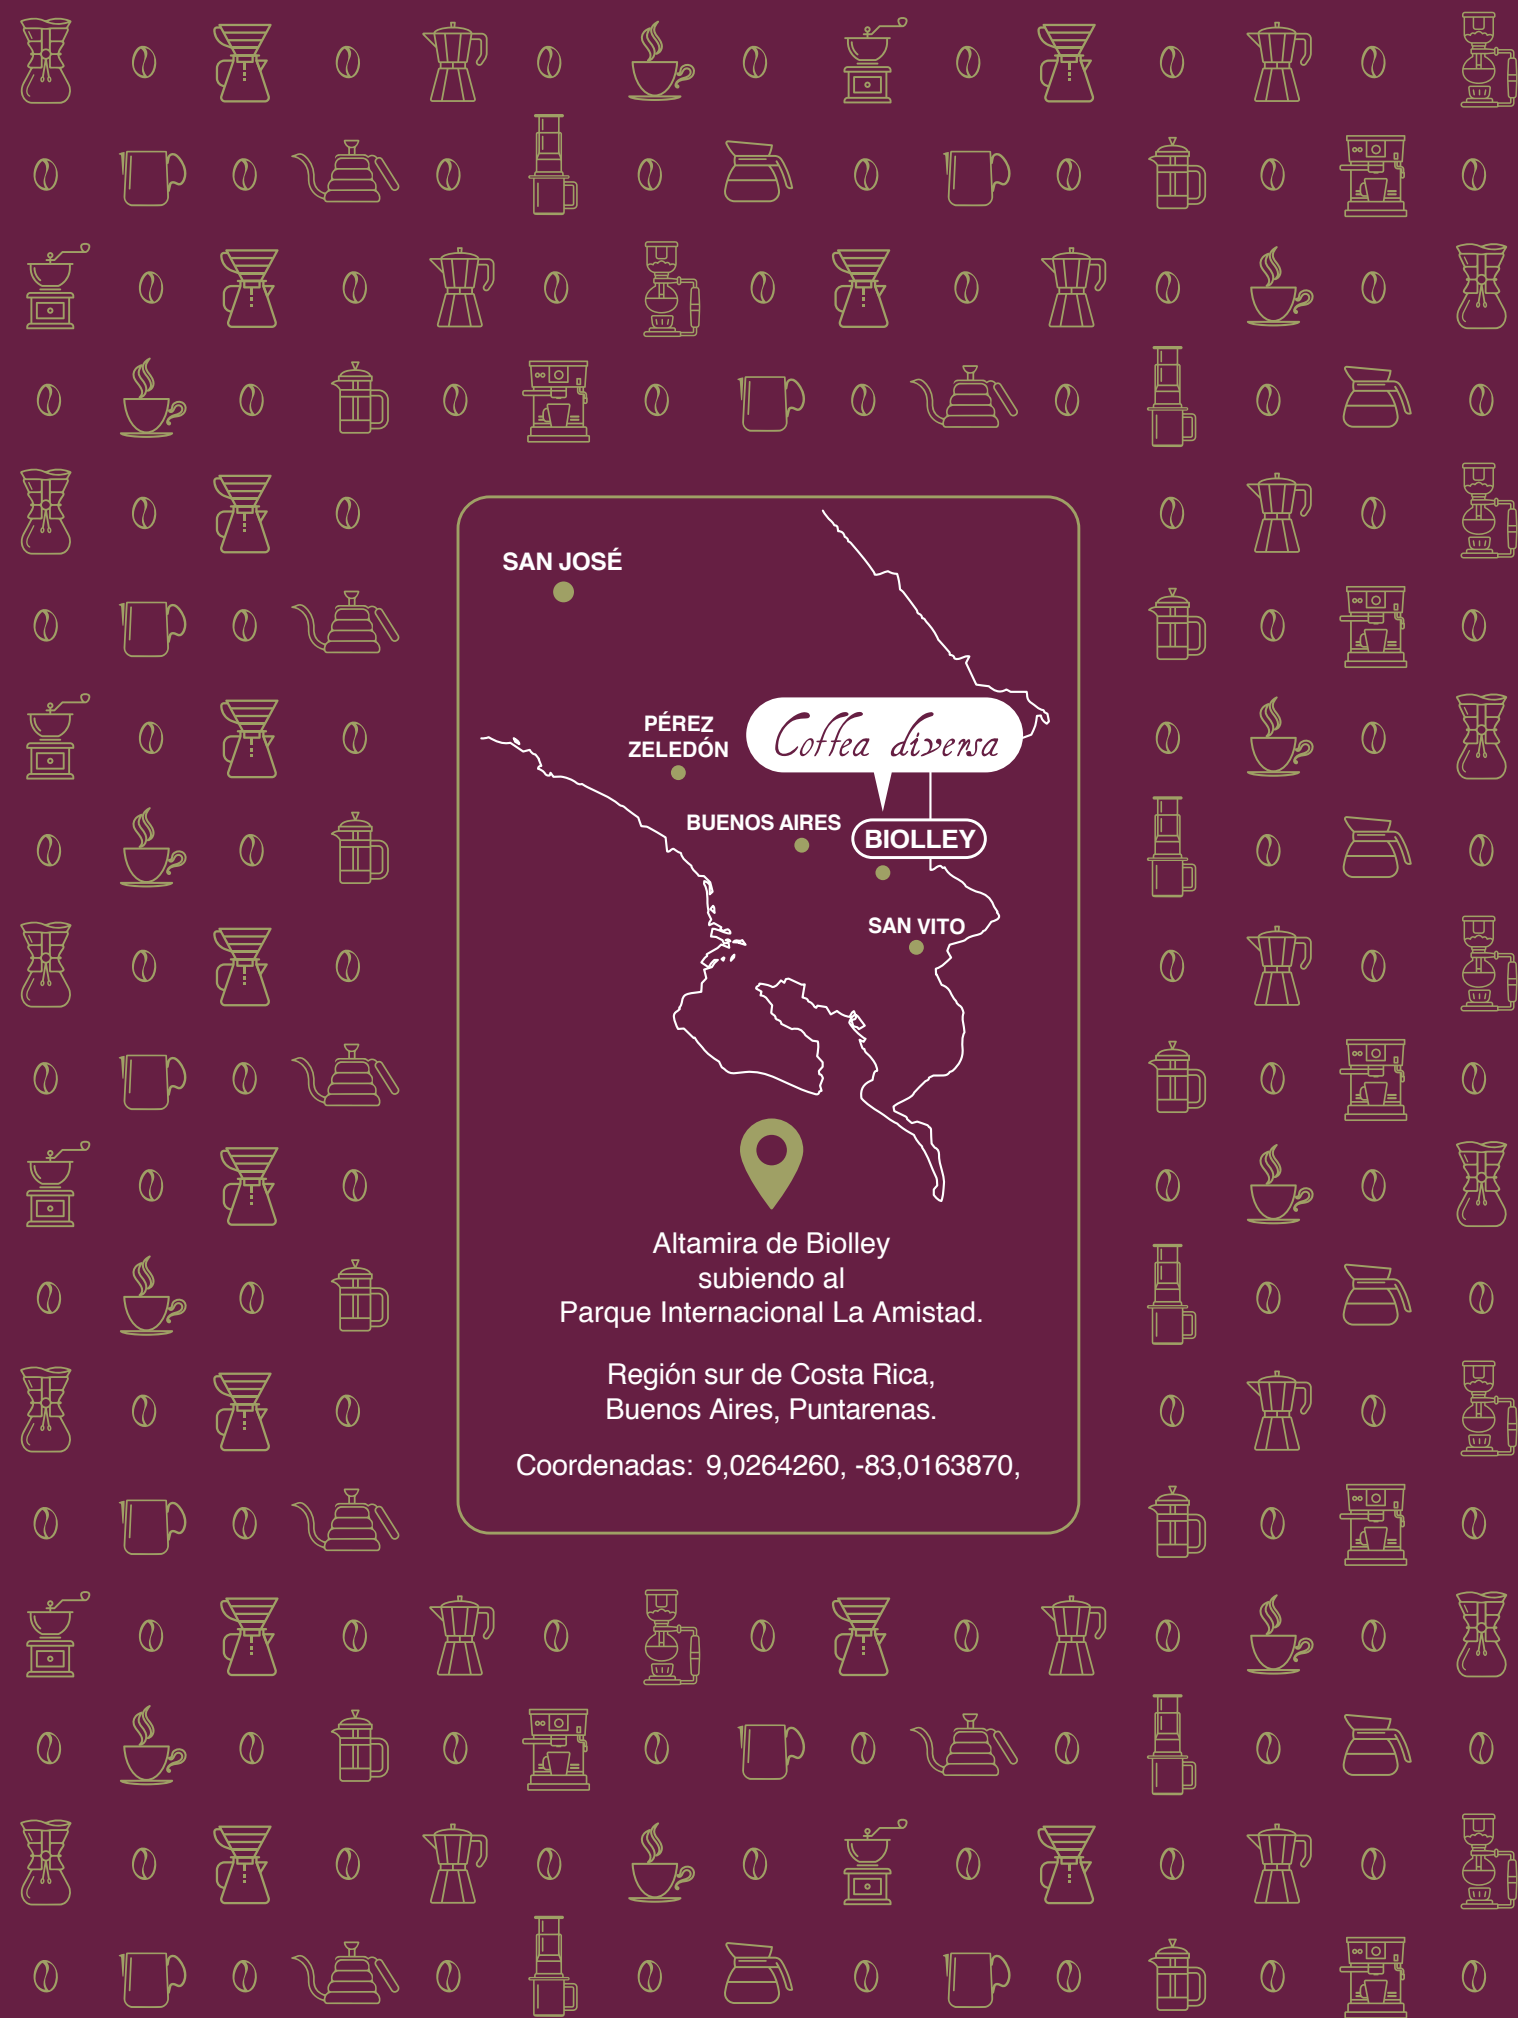 SAN JOSÉ
PÉREZ
ZELEDÓN
Coffea diversa
BUENOS AIRES
BIOLLEY
SAN VITO
Altamira de Biolley
subiendo al
Parque Internacional La Amistad.
Región sur de Costa Rica,
Buenos Aires, Puntarenas.
Coordenadas: 9,0264260, -83,0163870,